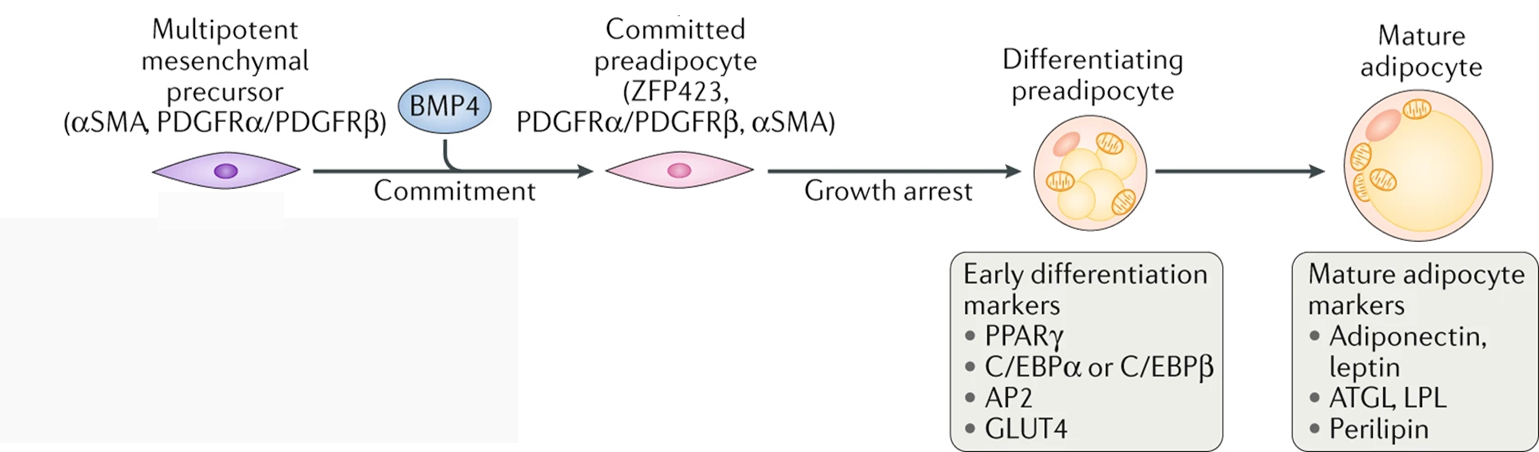 Multipotent
mesenchymal
precursor
(αSMA, PDGFRα/PDGFRβ)
BMP4
Commitment
Committed
preadipocyte
(ZFP423,
PDGFRα/PDGFRβ, αSMA)
Growth arrest
Differentiating
preadipocyte
Mature
adipocyte
Early differentiation
markers
• PPARγ
• C/EBPα or C/EBPβ
• AP2
• GLUT4
Mature adipocyte
markers
• Adiponectin,
leptin
• ATGL, LPL
• Perilipin